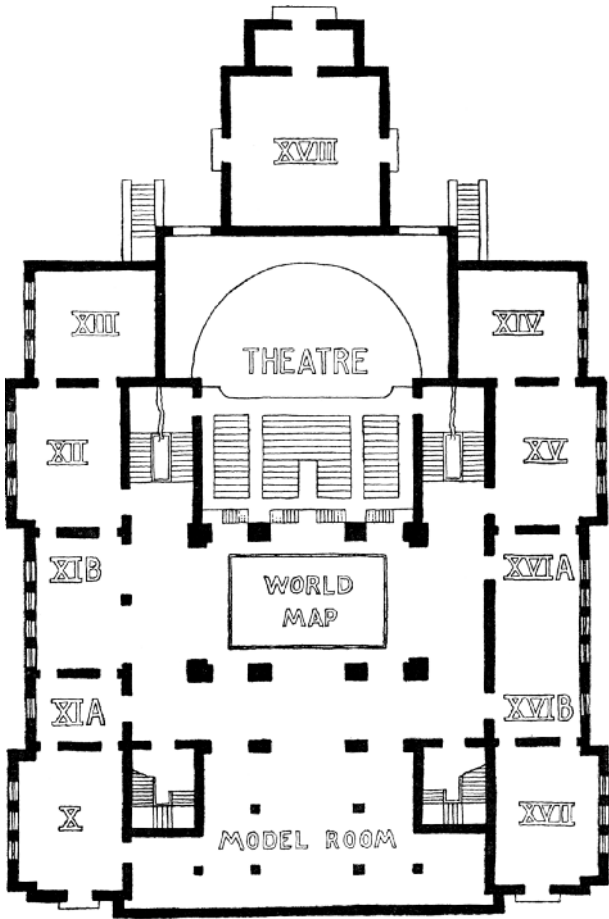 XVIII
XIII
XIV
THEATRE
XII
XV
XIB
XVIA
WORLD
MAP
XIA
XVIB
X
XVII
MODEL ROOM